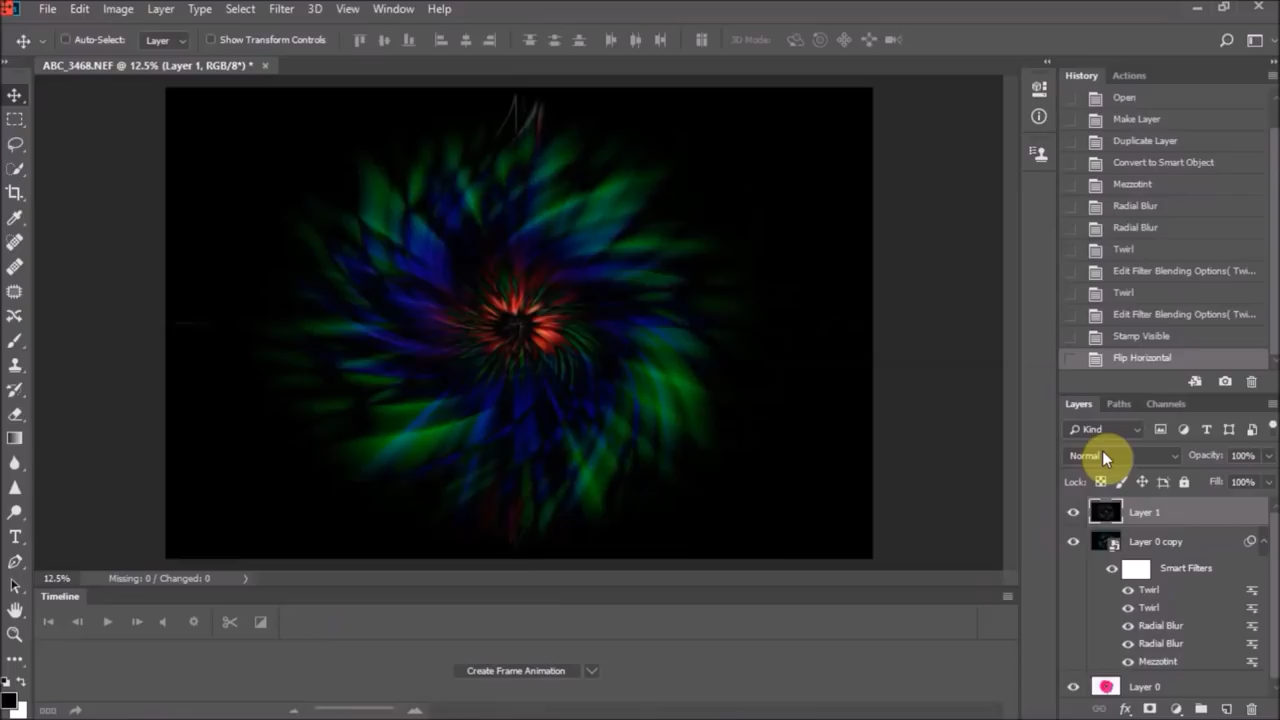 File Edit Image Layer Type Select Filter 3D View Window Help
Auto-Select: Layer Show Transform Controls 3D Mode:
ABC_3468.NEF @ 12.5% (Layer 1, RGB/8*) *
History Actions
Open
Make Layer
Duplicate Layer
Convert to Smart Object
Mezzotint
Radial Blur
Radial Blur
Twirl
Edit Filter Blending Options( Twi...
Twirl
Edit Filter Blending Options( Twi...
Stamp Visible
Flip Horizontal
Layers Paths Channels
Kind
Normal Opacity: 100%
Lock: Fill: 100%
Layer 1
Layer 0 copy
Smart Filters
Twirl
Twirl
Radial Blur
Radial Blur
Mezzotint
Layer 0
12.5% Missing: 0 / Changed: 0
Timeline
Create Frame Animation